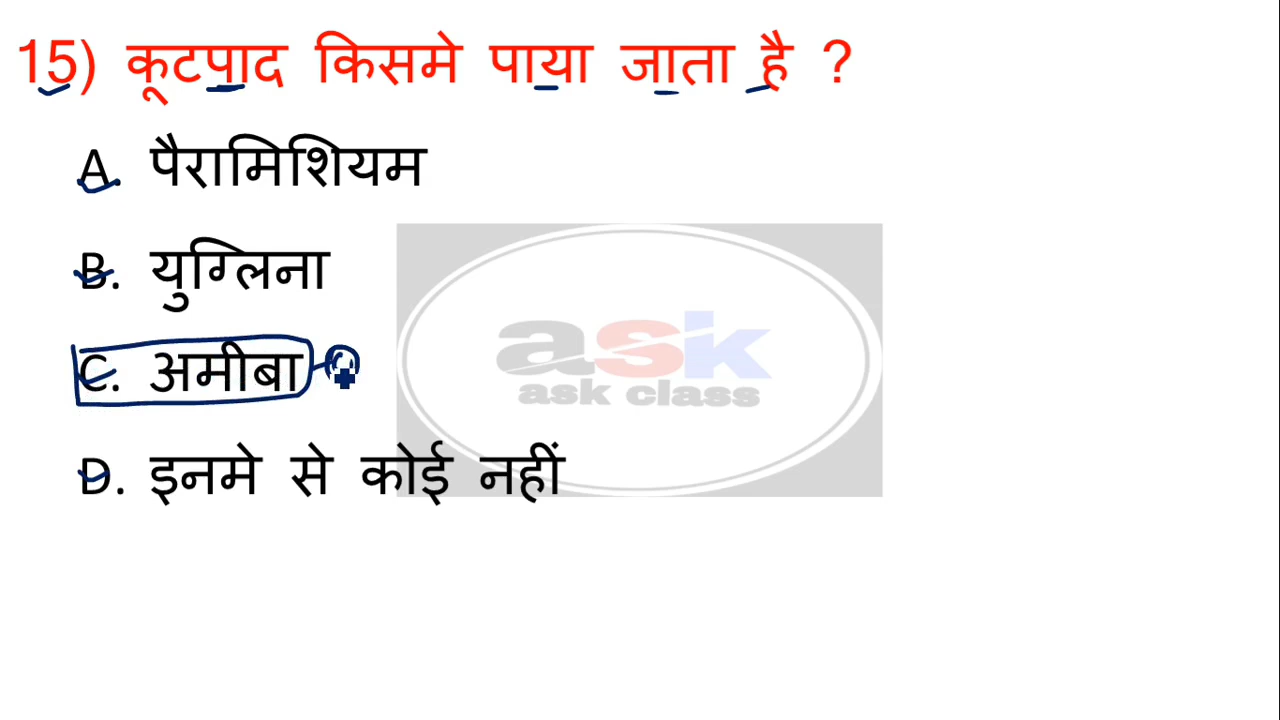 15) कूटपाद किसमे पाया जाता है ?
A. पैरामिशियम
B. युग्लिना
C. अमीबा
D. इनमे से कोई नहीं
ask
ask class